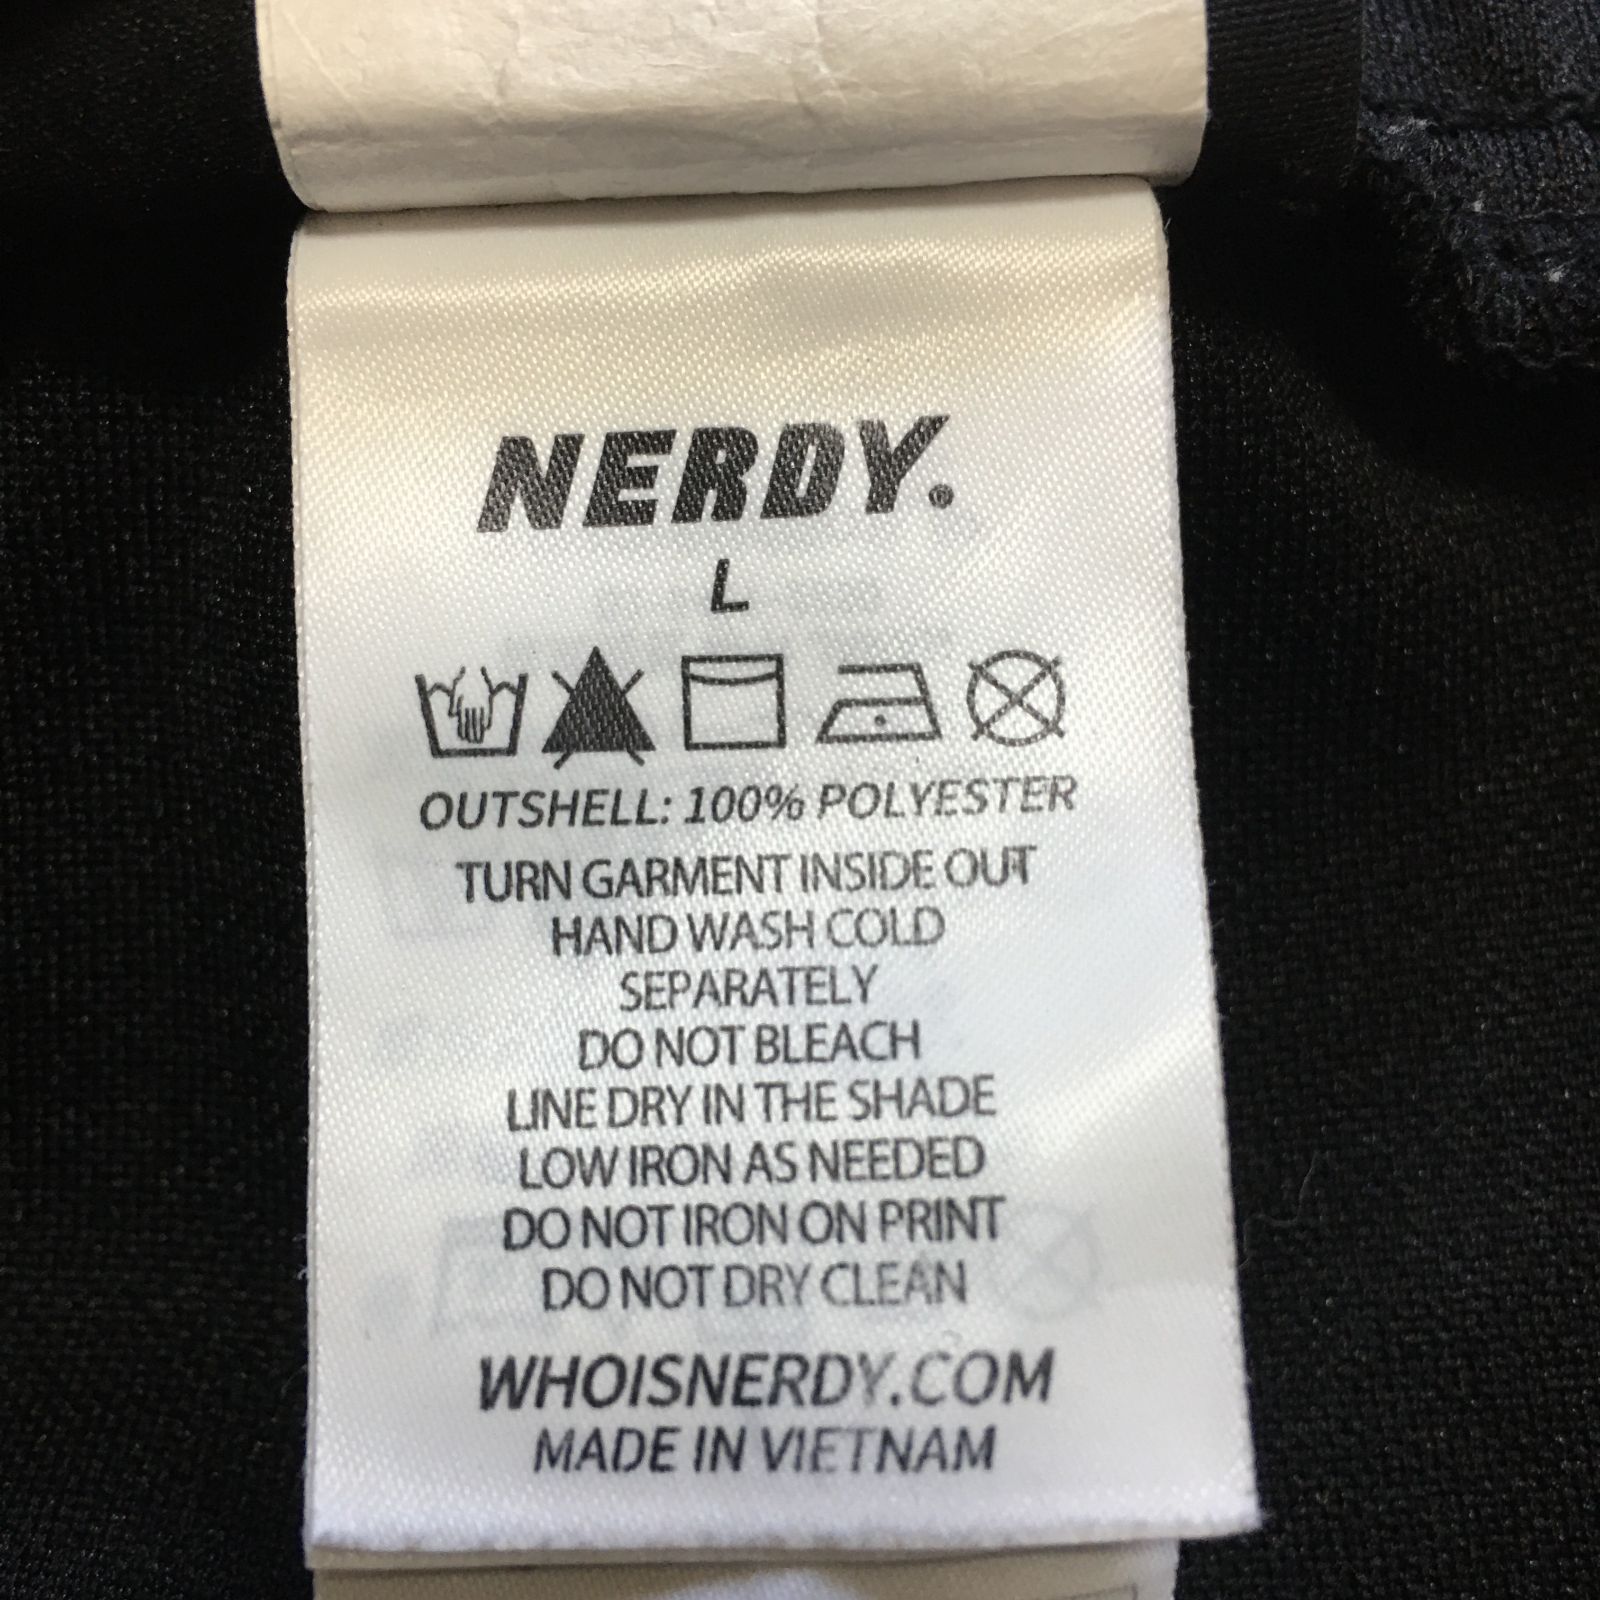 NERDY.®
L
OUTSHELL: 100% POLYESTER
TURN GARMENT INSIDE OUT
HAND WASH COLD
SEPARATELY
DO NOT BLEACH
LINE DRY IN THE SHADE
LOW IRON AS NEEDED
DO NOT IRON ON PRINT
DO NOT DRY CLEAN
WHOISNERDY.COM
MADE IN VIETNAM